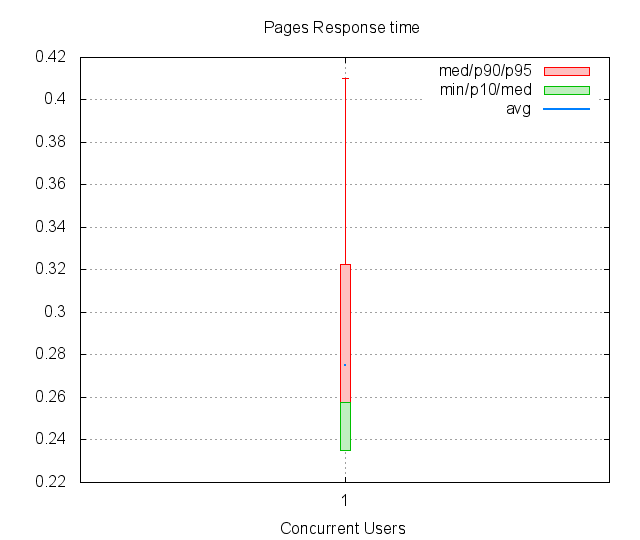 Pages Response time
0.42
0.4
0.38
0.36
0.34
0.32
0.3
0.28
0.26
0.24
0.22
med/p90/p95
min/p10/med
avg
1
Concurrent Users